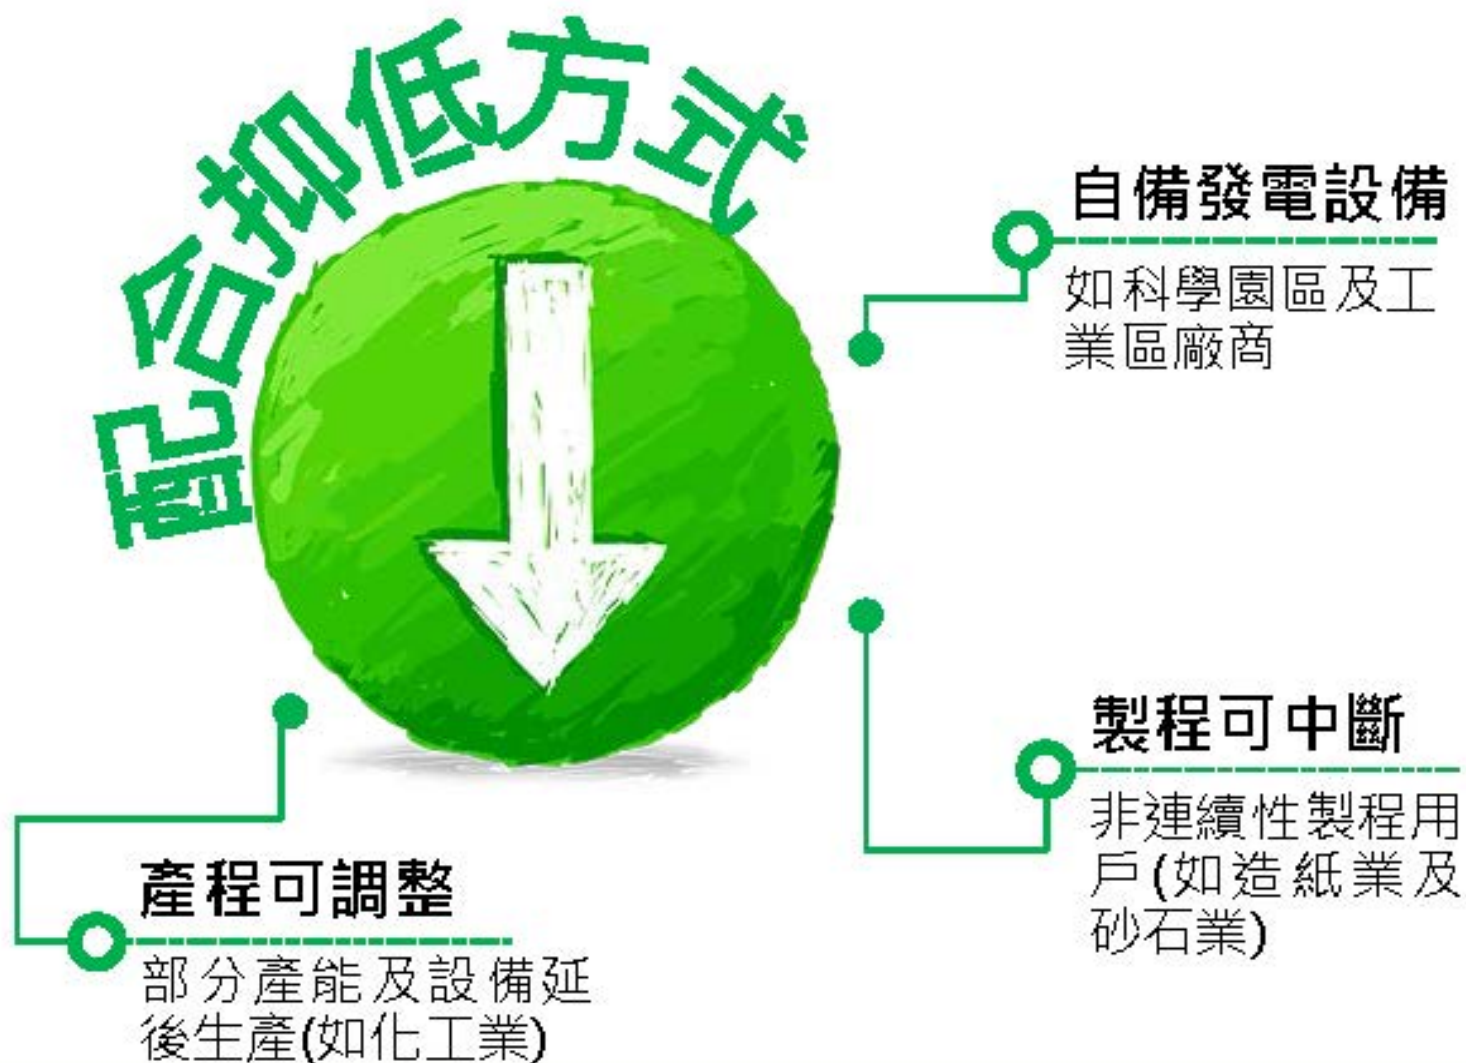 配合抑低方式
自備發電設備
如科學園區及工
業區廠商
製程可中斷
非連續性製程用
戶(如造紙業及
砂石業)
產程可調整
部分產能及設備延
後生產(如化工業)